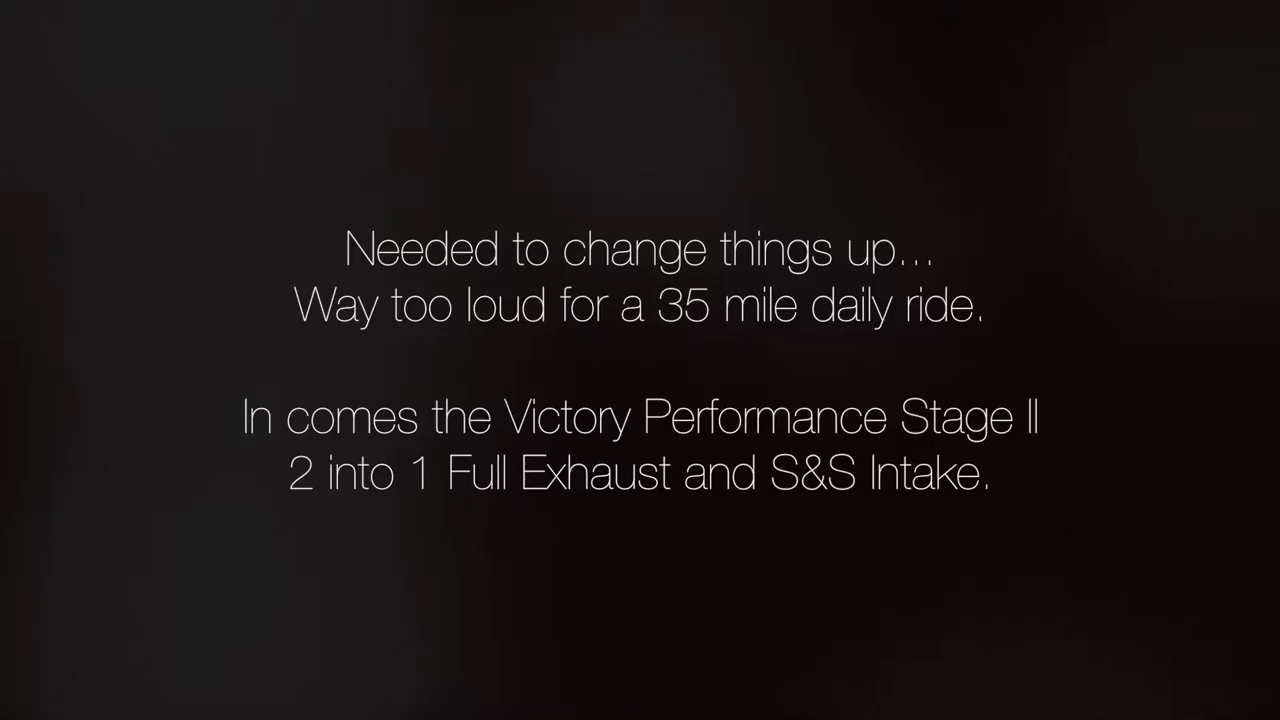 Needed to change things up...
Way too loud for a 35 mile daily ride.
In comes the Victory Performance Stage II
2 into 1 Full Exhaust and S&S Intake.